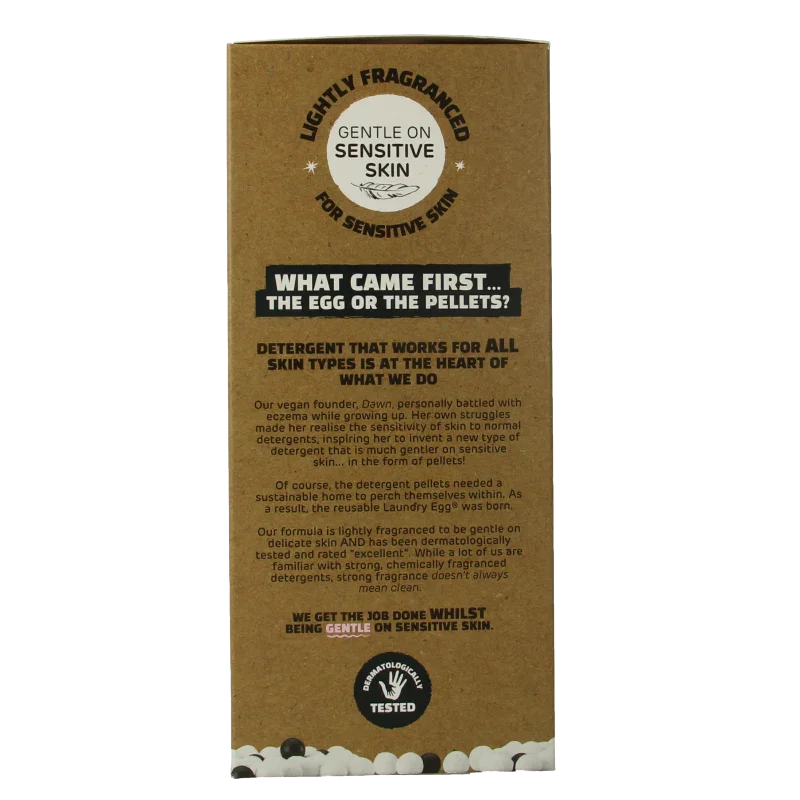 LIGHTLY FRAGRANCED
GENTLE ON
SENSITIVE
SKIN
FOR SENSITIVE SKIN
WHAT CAME FIRST...
THE EGG OR THE PELLETS?
DETERGENT THAT WORKS FOR ALL
SKIN TYPES IS AT THE HEART OF
WHAT WE DO
Our vegan founder, Dawn, personally battled with
eczema while growing up. Her own struggles
made her realise the sensitivity of skin to normal
detergents, inspiring her to invent a new type of
detergent that is much gentler on sensitive
skin... in the form of pellets!
Of course, the detergent pellets needed a
sustainable home to perch themselves within. As
a result, the reusable Laundry Egg® was born.
Our formula is lightly fragranced to be gentle on
delicate skin AND has been dermatologically
tested and rated "excellent". While a lot of us are
familiar with strong, chemically fragranced
detergents, strong fragrance doesn't always
mean clean.
WE GET THE JOB DONE WHILST
BEING GENTLE ON SENSITIVE SKIN.
DERMATOLOGICALLY
TESTED